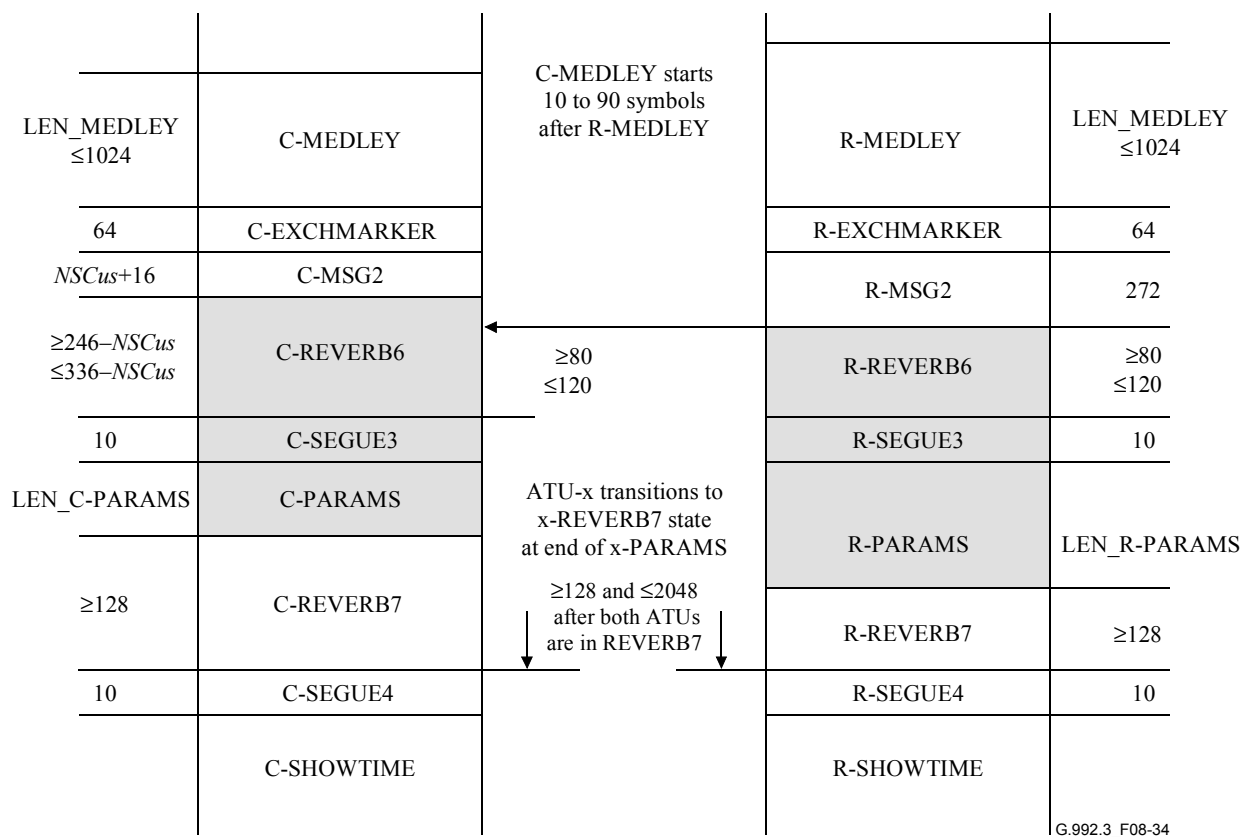 C-MEDLEY starts
10 to 90 symbols
after R-MEDLEY
LEN_MEDLEY
≤1024
C-MEDLEY
R-MEDLEY
LEN_MEDLEY
≤1024
64
C-EXCHMARKER
R-EXCHMARKER
64
NSCus+16
C-MSG2
R-MSG2
272
≥246–NSCus
≤336–NSCus
C-REVERB6
≥80
≤120
R-REVERB6
≥80
≤120
10
C-SEGUE3
R-SEGUE3
10
LEN_C-PARAMS
C-PARAMS
ATU-x transitions to
x-REVERB7 state
at end of x-PARAMS
R-PARAMS
LEN_R-PARAMS
≥128
C-REVERB7
≥128 and ≤2048
after both ATUs
are in REVERB7
R-REVERB7
≥128
10
C-SEGUE4
R-SEGUE4
10
C-SHOWTIME
R-SHOWTIME
G.992.3_F08-34